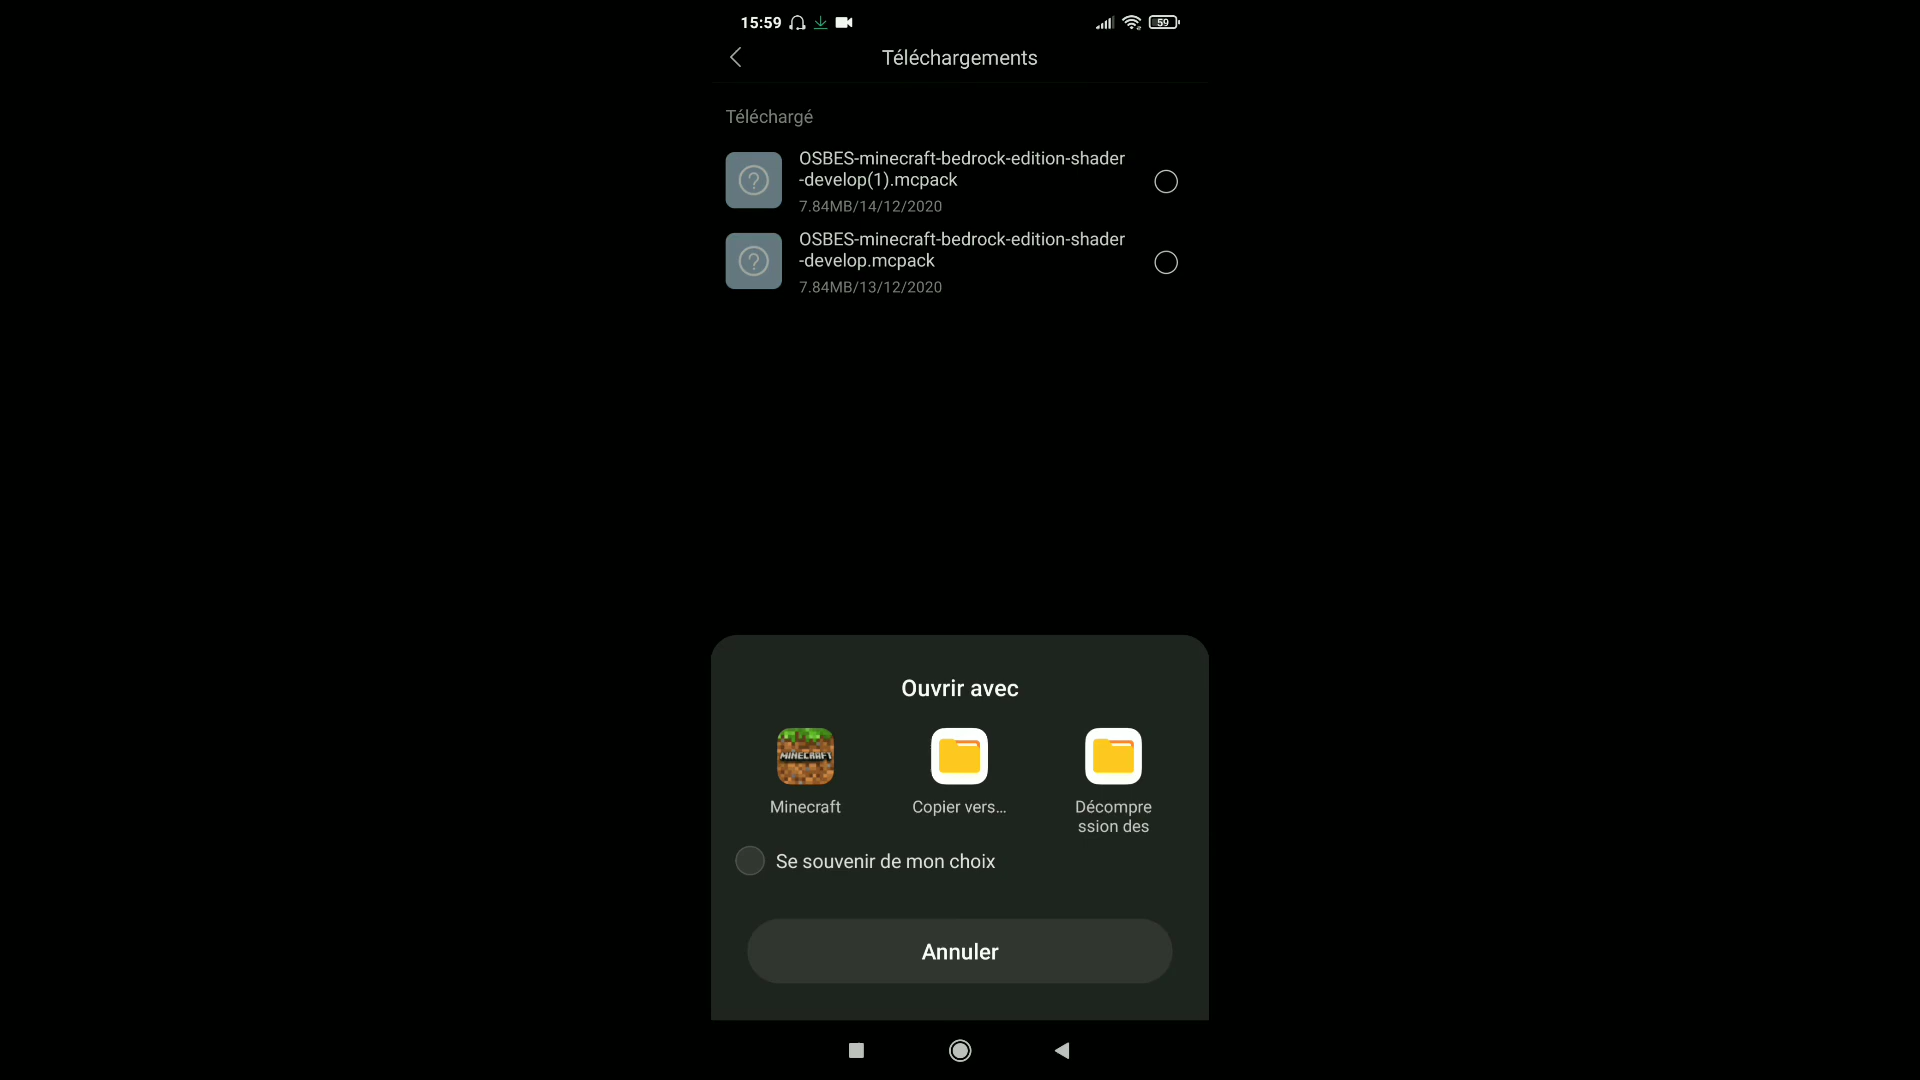 15:59
59
Téléchargements
Téléchargé
OSBES-minecraft-bedrock-edition-shader
-develop(1).mcpack
7.84MB/14/12/2020
OSBES-minecraft-bedrock-edition-shader
-develop.mcpack
7.84MB/13/12/2020
Ouvrir avec
MINECRAFT
Minecraft
Copier vers...
Décompre
ssion des
Se souvenir de mon choix
Annuler